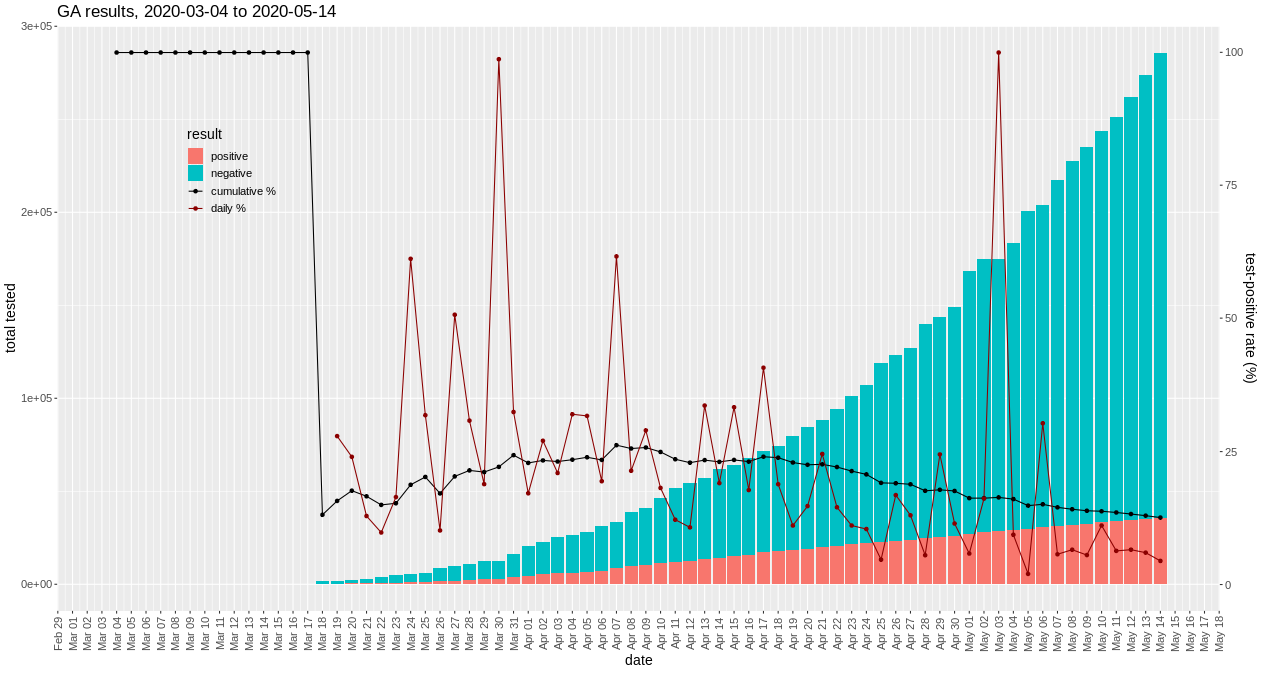 GA results, 2020-03-04 to 2020-05-14
3e+05
2e+05
1e+05
0e+00
total tested
result
positive
negative
cumulative %
daily %
100
75
50
25
0
test-positive rate (%)
Feb 29
Mar 01
Mar 02
Mar 03
Mar 04
Mar 05
Mar 06
Mar 07
Mar 08
Mar 09
Mar 10
Mar 11
Mar 12
Mar 13
Mar 14
Mar 15
Mar 16
Mar 17
Mar 18
Mar 19
Mar 20
Mar 21
Mar 22
Mar 23
Mar 24
Mar 25
Mar 26
Mar 27
Mar 28
Mar 29
Mar 30
Mar 31
Apr 01
Apr 02
Apr 03
Apr 04
Apr 05
Apr 06
Apr 07
Apr 08
Apr 09
Apr 10
Apr 11
Apr 12
Apr 13
Apr 14
Apr 15
Apr 16
Apr 17
Apr 18
Apr 19
Apr 20
Apr 21
Apr 22
Apr 23
Apr 24
Apr 25
Apr 26
Apr 27
Apr 28
Apr 29
Apr 30
May 01
May 02
May 03
May 04
May 05
May 06
May 07
May 08
May 09
May 10
May 11
May 12
May 13
May 14
May 15
May 16
May 17
May 18
date